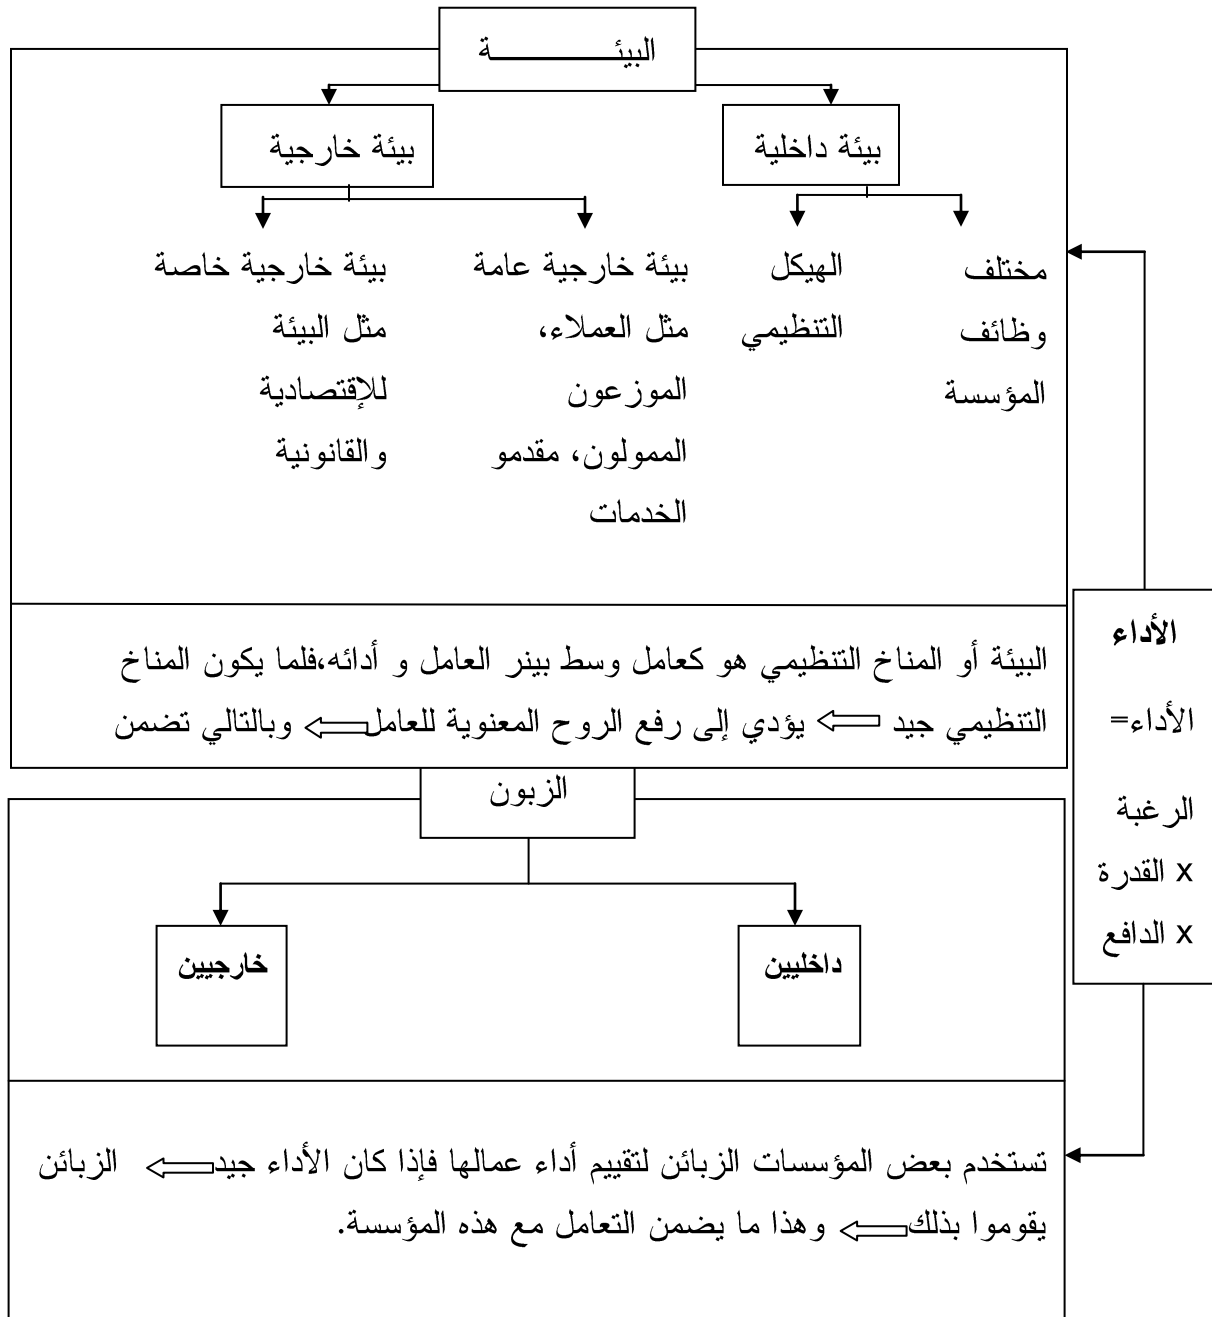 البيئـــــــــــة
بيئة داخلية
بيئة خارجية
مختلف
وظائف
المؤسسة
الهيكل
التنظيمي
بيئة خارجية عامة
مثل العملاء،
الموزعون
الممولون، مقدمو
الخدمات
بيئة خارجية خاصة
مثل البيئة
للإقتصادية
والقانونية
البيئة أو المناخ التنظيمي هو كعامل وسط بينر العامل و أدائه،فلما يكون المناخ
التنظيمي جيد ⇐ يؤدي إلى رفع الروح المعنوية للعامل⇐ وبالتالي تضمن
الأداء
الأداء=
الرغبة
x القدرة
x الدافع
الزبون
داخليين
خارجيين
تستخدم بعض المؤسسات الزبائن لتقييم أداء عمالها فإذا كان الأداء جيد⇐ الزبائن
يقوموا بذلك⇐ وهذا ما يضمن التعامل مع هذه المؤسسة.